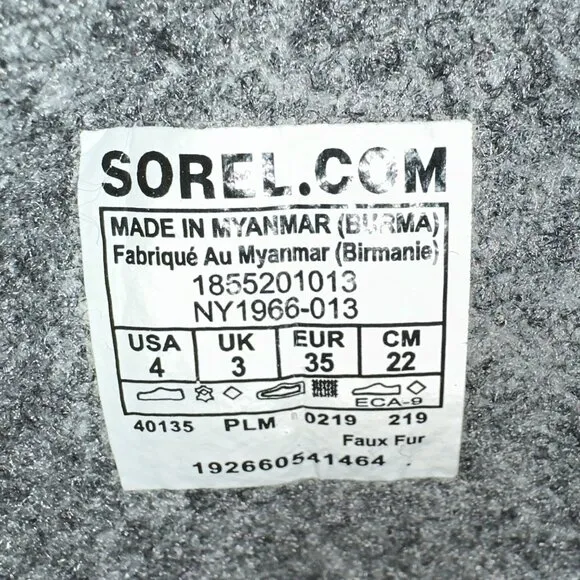 SOREL.COM
MADE IN MYANMAR (BURMA)
Fabriqué Au Myanmar (Birmanie)
1855201013
NY1966-013
USA UK EUR CM
4 3 35 22
ECA-9
40135 PLM 0219 219
Faux Fur
192660541464